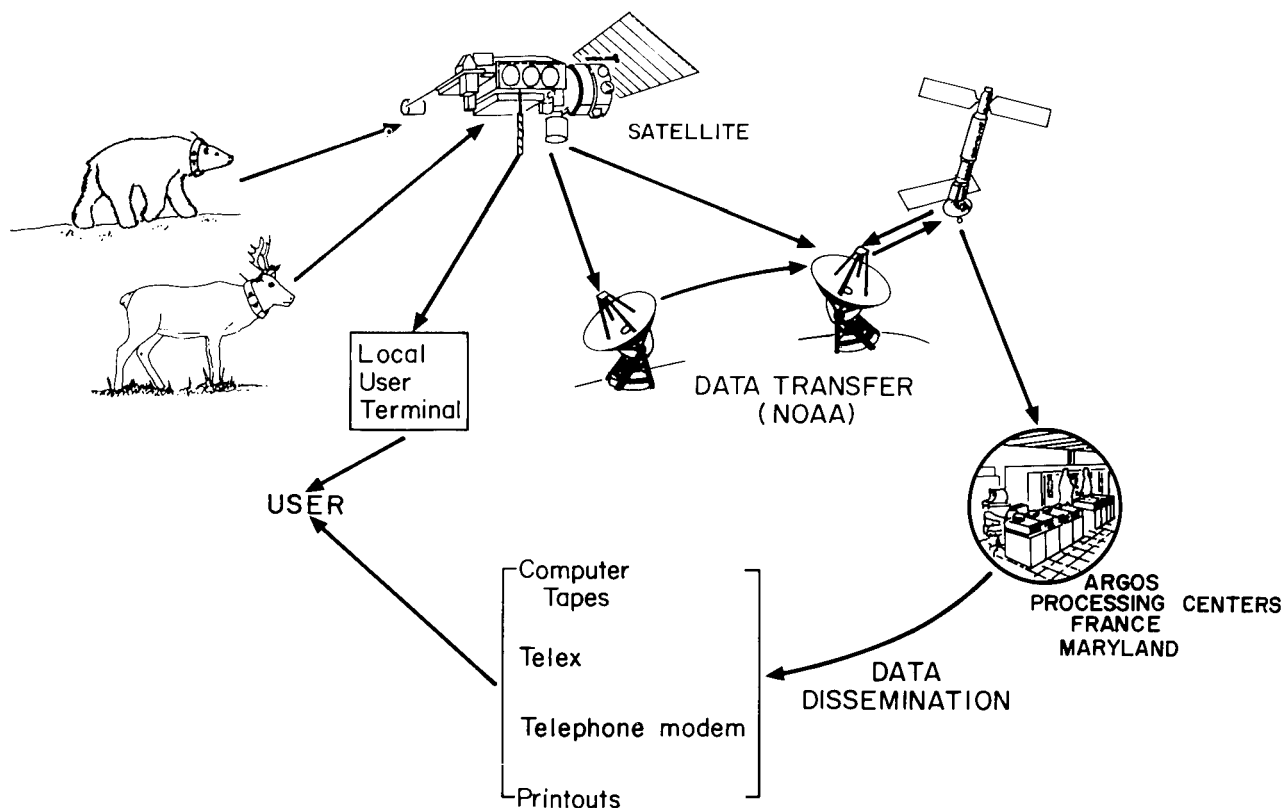 SATELLITE
Local
User
Terminal
DATA TRANSFER
(NOAA)
USER
Computer
Tapes
Telex
Telephone modem
Printouts
DATA
DISSEMINATION
ARGOS
PROCESSING CENTERS
FRANCE
MARYLAND